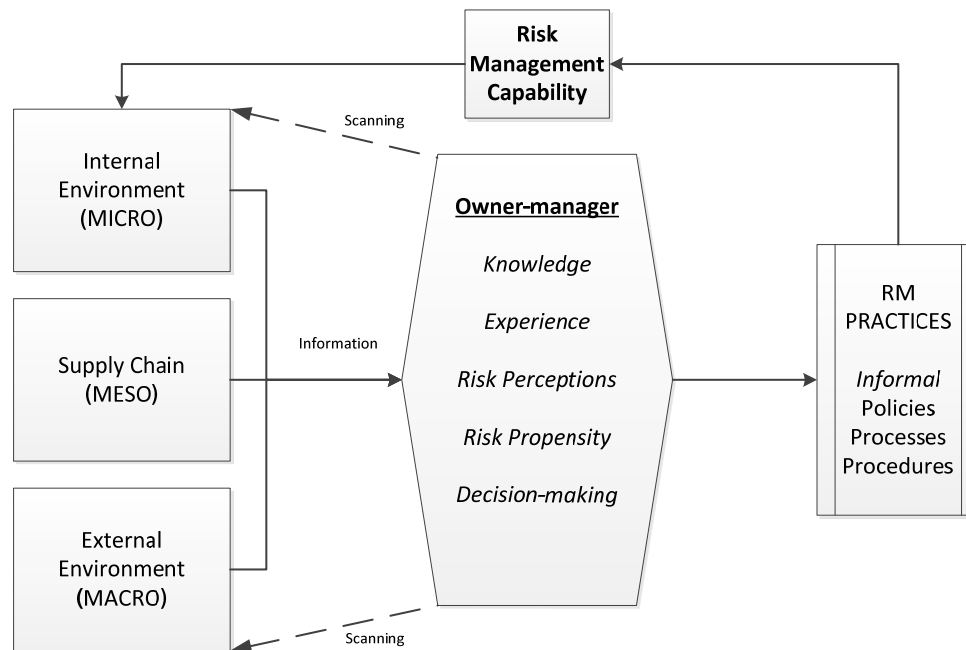 Risk
Management
Capability
Scanning
Internal
Environment
(MICRO)
Owner-manager
Knowledge
Experience
Risk Perceptions
Risk Propensity
Decision-making
Information
Supply Chain
(MESO)
RM
PRACTICES
Informal
Policies
Processes
Procedures
External
Environment
(MACRO)
Scanning